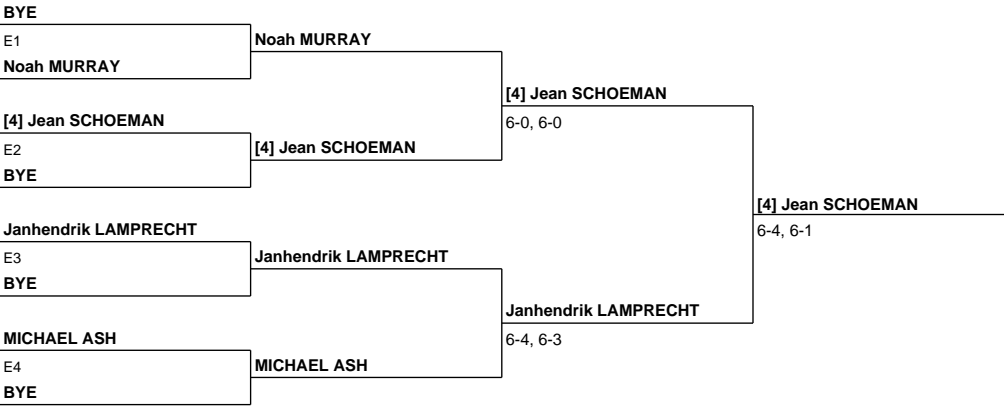 BYE
E1
Noah MURRAY
Noah MURRAY
[4] Jean SCHOEMAN
6-0, 6-0
[4] Jean SCHOEMAN
E2
BYE
[4] Jean SCHOEMAN
[4] Jean SCHOEMAN
6-4, 6-1
Janhendrik LAMPRECHT
E3
BYE
Janhendrik LAMPRECHT
Janhendrik LAMPRECHT
6-4, 6-3
MICHAEL ASH
E4
BYE
MICHAEL ASH